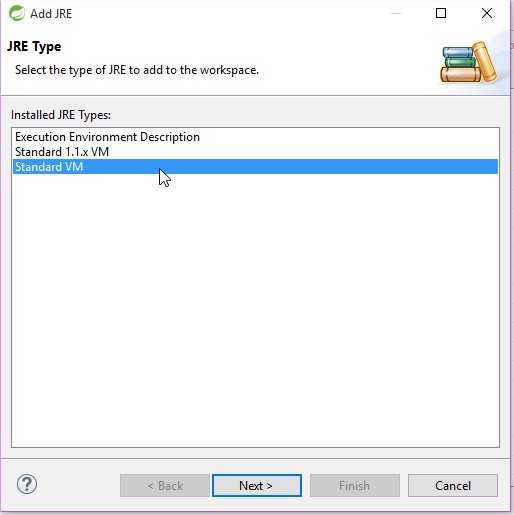 Add JRE
JRE Type
Select the type of JRE to add to the workspace.
Installed JRE Types:
Execution Environment Description
Standard 1.1.x VM
Standard VM
?
< Back
Next >
Finish
Cancel